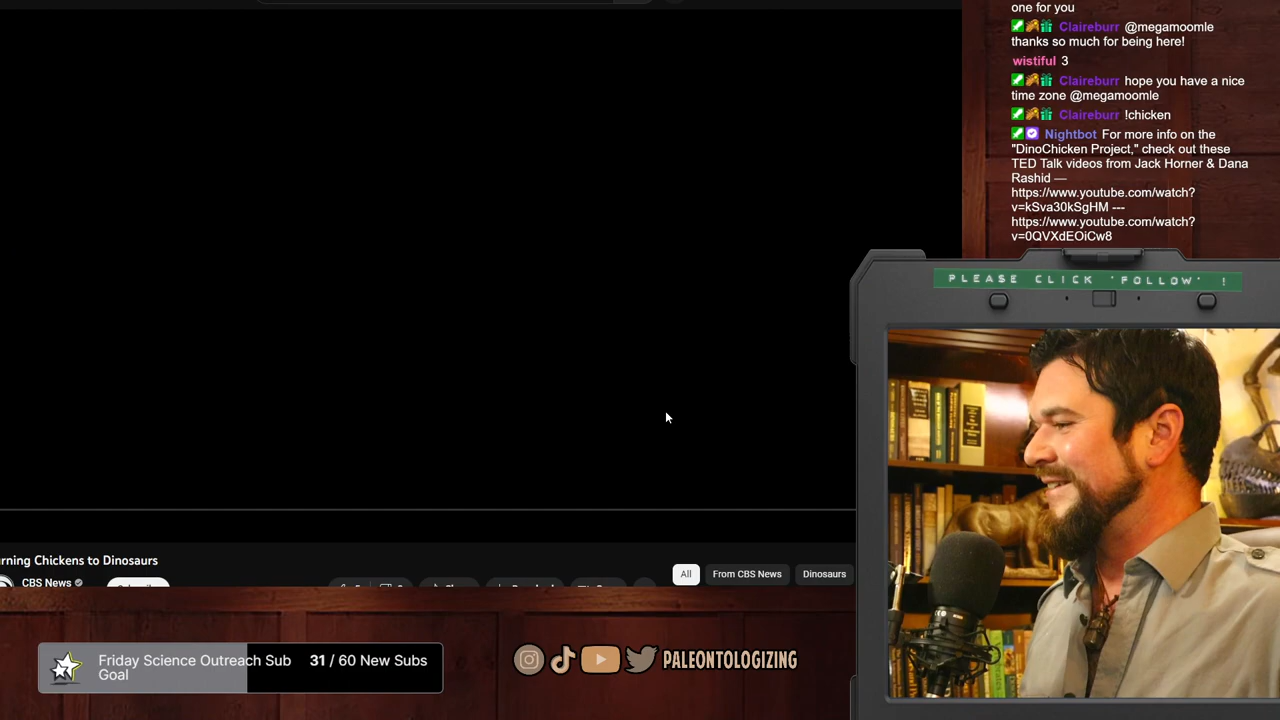 one for you
Claireburr @megamoomle
thanks so much for being here!
wistiful 3
Claireburr hope you have a nice
time zone @megamoomle
Claireburr !chicken
Nightbot For more info on the
"DinoChicken Project," check out these
TED Talk videos from Jack Horner & Dana
Rashid —
https://www.youtube.com/watch?
v=kSva30kSgHM ---
https://www.youtube.com/watch?
v=0QVXdEOiCw8
PLEASE CLICK 'FOLLOW' !
rning Chickens to Dinosaurs
CBS News
All
From CBS News
Dinosaurs
Friday Science Outreach Sub
Goal
31 / 60 New Subs
PALEONTOLOGIZING